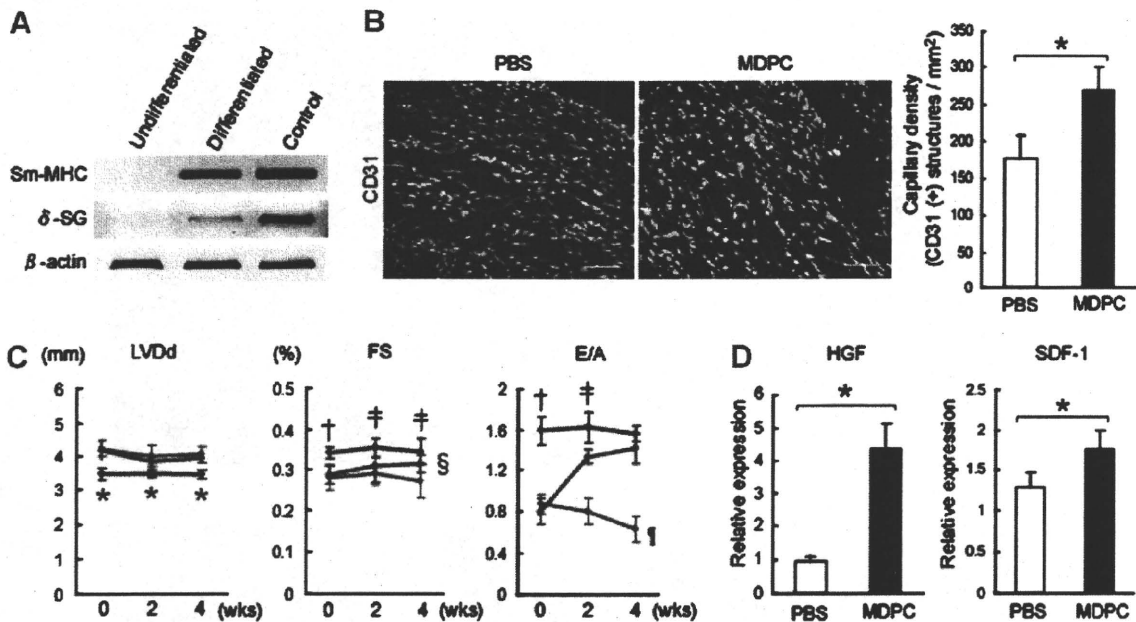 A
Undifferentiated
Differentiated
Control
Sm-MHC
δ-SG
β-actin
B
PBS
MDPC
CD31
Capillary density
(CD31 (+) structures / mm²)
350
300
250
200
150
100
50
0
*
PBS
MDPC
C
(mm)
LVDd
6
5
4
3
2
1
0
* * *
0 2 4 (wks)
(%)
FS
0.5
0.4
0.3
0.2
0.1
0
† ‡ ‡
§
§
0 2 4 (wks)
E/A
2
1.6
1.2
0.8
0.4
0
† ‡
¶
0 2 4 (wks)
D
HGF
Relative expression
6
5
4
3
2
1
0
*
PBS
MDPC
SDF-1
Relative expression
2.5
2
1.5
1
0.5
0
*
PBS
MDPC